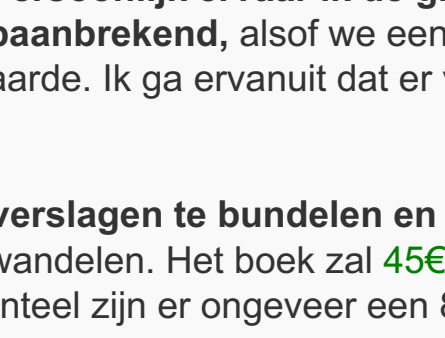 baanbrekend, alsof we een
aarde. Ik ga ervanuit dat er
verslagen te bundelen en
wandelen. Het boek zal 45€
nteel zijn er ongeveer een